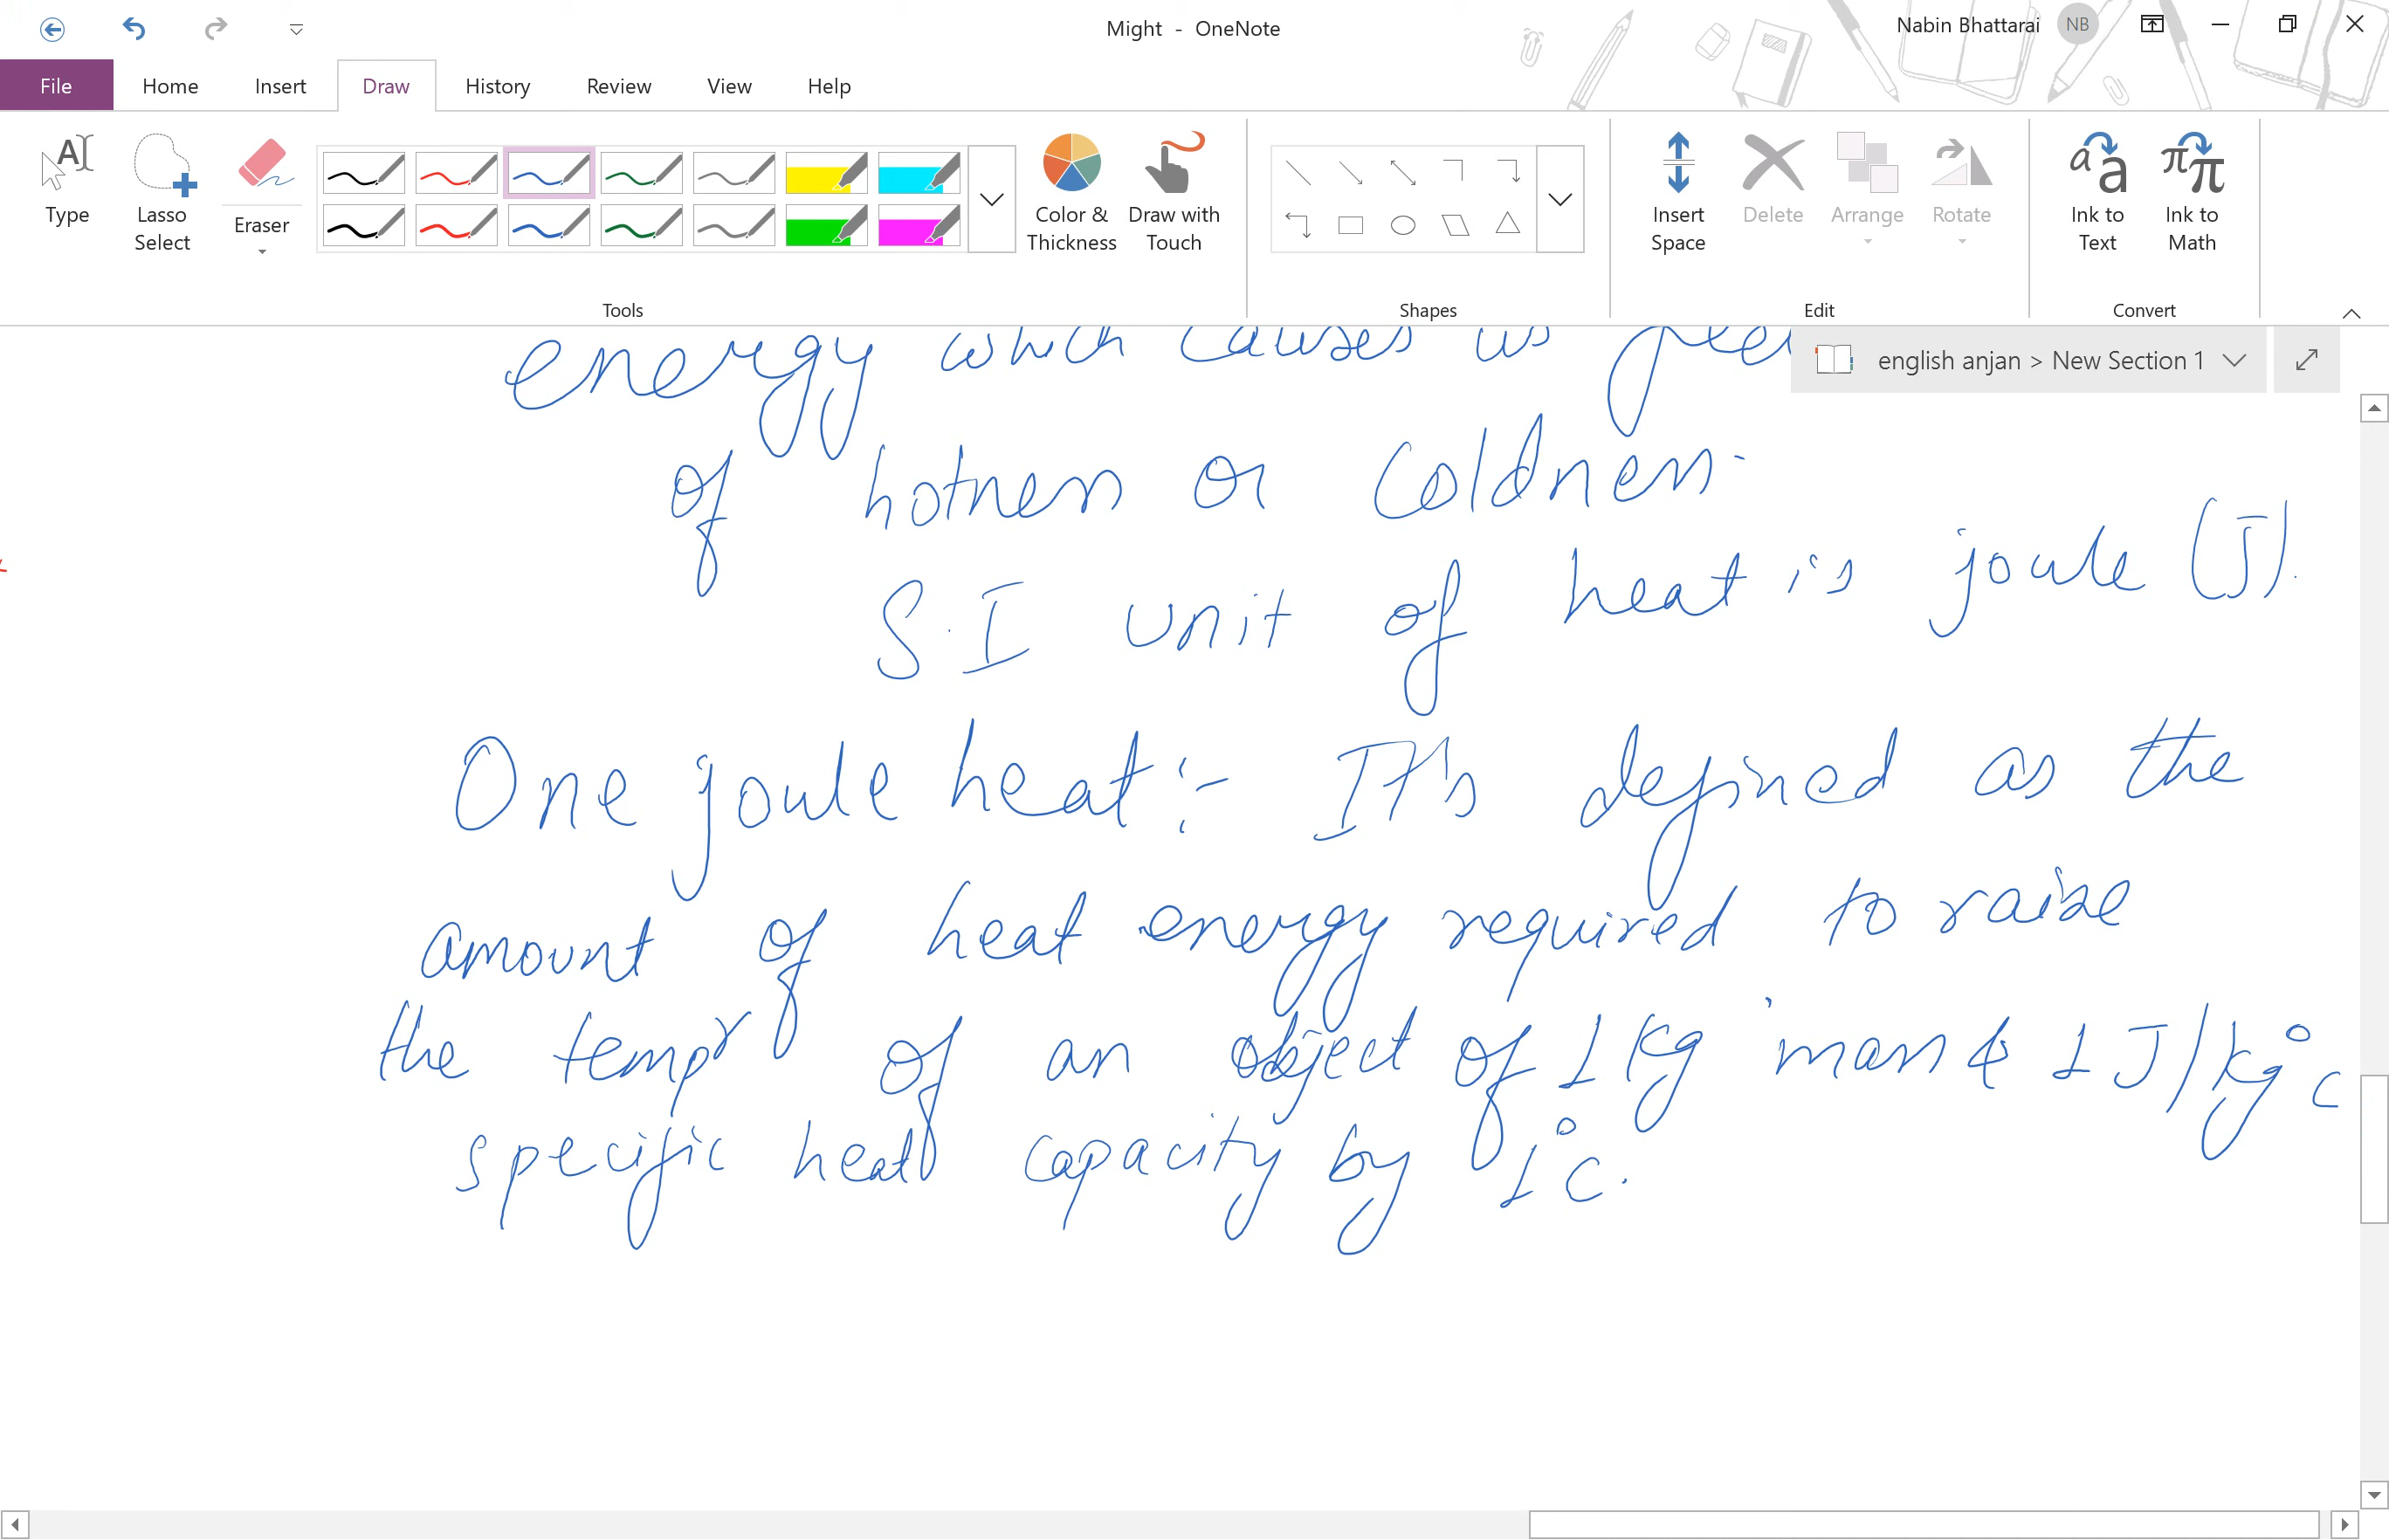 Might - OneNote
Nabin Bhattarai NB
File Home Insert Draw History Review View Help
Type
Lasso Select
Eraser
Color & Thickness
Draw with Touch
Insert Space
Delete
Arrange
Rotate
Ink to Text
Ink to Math
Tools Shapes Edit Convert
english anjan > New Section 1
energy which causes us
of hotness or coldness.
S.I unit of heat is joule (J).
One joule heat :- It's defined as the
amount of heat energy required to raise
the tempr of an object of 1 kg mass & 1 J/kg°C
specific heat capacity by 1°C.